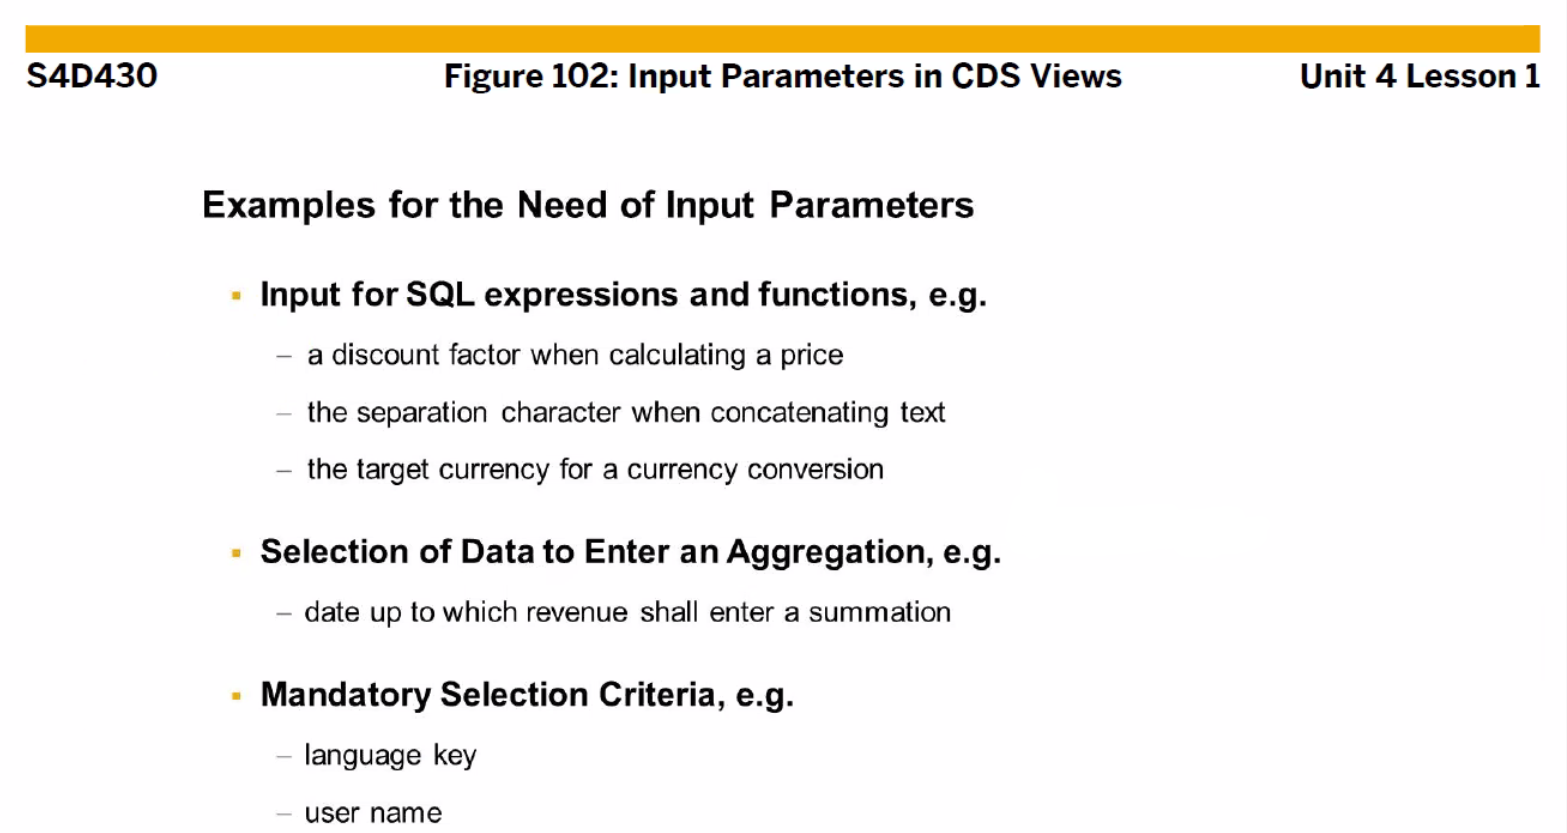 S4D430 Figure 102: Input Parameters in CDS Views Unit 4 Lesson 1
Examples for the Need of Input Parameters
▪ Input for SQL expressions and functions, e.g.
– a discount factor when calculating a price
– the separation character when concatenating text
– the target currency for a currency conversion
▪ Selection of Data to Enter an Aggregation, e.g.
– date up to which revenue shall enter a summation
▪ Mandatory Selection Criteria, e.g.
– language key
– user name